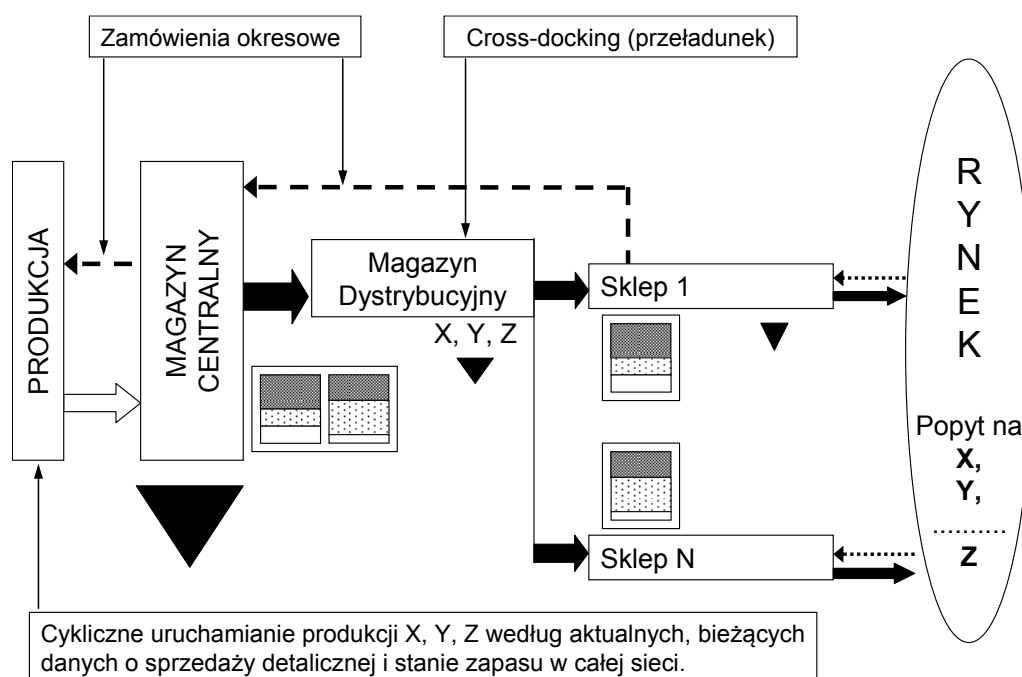 Zamówienia okresowe
Cross-docking (przeładunek)
PRODUKCJA
MAGAZYN
CENTRALNY
Magazyn
Dystrybucyjny
X, Y, Z
Sklep 1
Sklep N
RYNEK
Popyt na
X,
Y,
..........
Z
Cykliczne uruchamianie produkcji X, Y, Z według aktualnych, bieżących
danych o sprzedaży detalicznej i stanie zapasu w całej sieci.